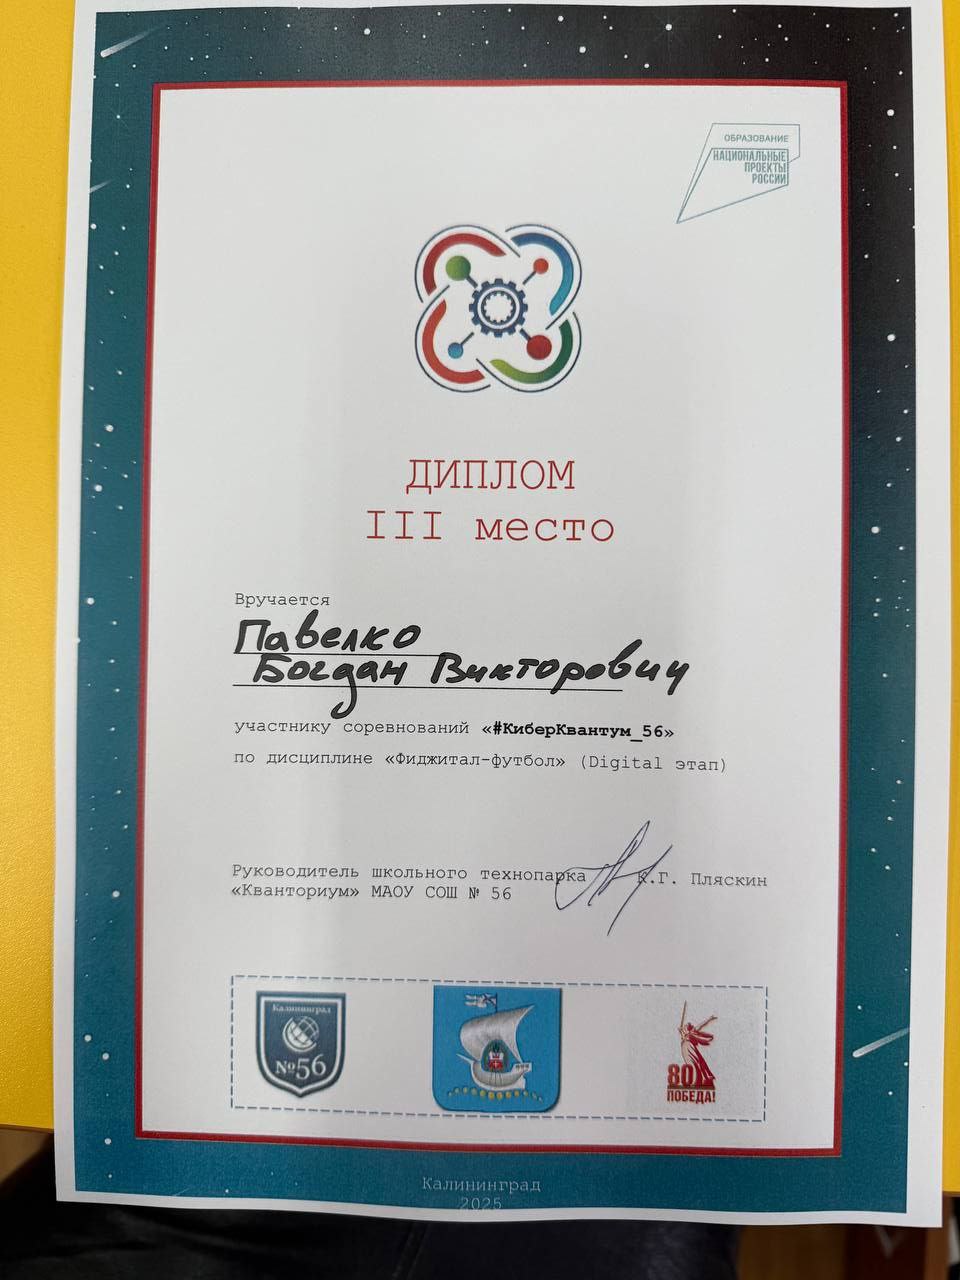 ОБРАЗОВАНИЕ
НАЦИОНАЛЬНЫЕ
ПРОЕКТЫ
РОССИИ
ДИПЛОМ
III место
Вручается
Павелко
Богдан Викторович
участнику соревнований «#КиберКвантум_56»
по дисциплине «Фиджитал-футбол» (Digital этап)
Руководитель школьного технопарка К.Г. Пляскин
«Кванториум» МАОУ СОШ № 56
Калининград
№56
80
ПОБЕДА!
Калининград
2025